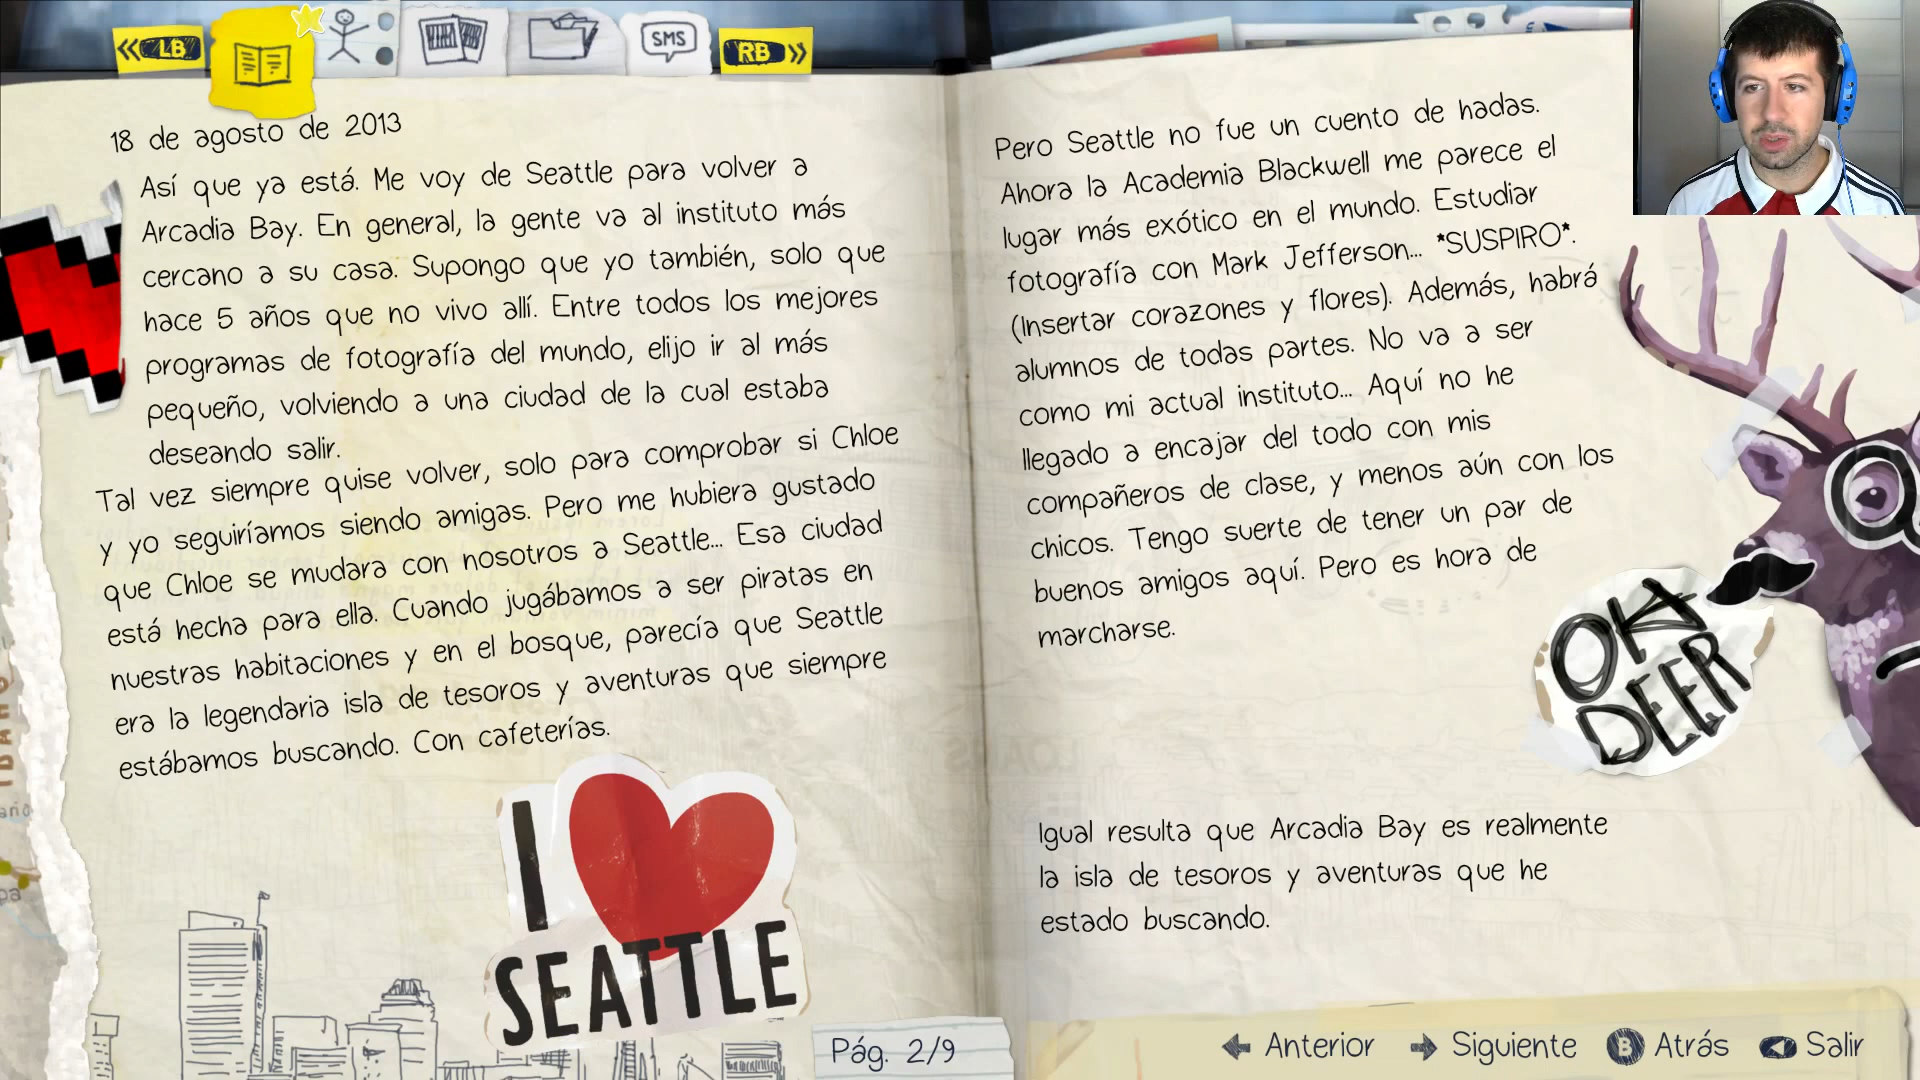 LB
SMS
RB
18 de agosto de 2013
Así que ya está. Me voy de Seattle para volver a
Arcadia Bay. En general, la gente va al instituto más
cercano a su casa. Supongo que yo también, solo que
hace 5 años que no vivo allí. Entre todos los mejores
programas de fotografía del mundo, elijo ir al más
pequeño, volviendo a una ciudad de la cual estaba
deseando salir.
Tal vez siempre quise volver, solo para comprobar si Chloe
y yo seguiríamos siendo amigas. Pero me hubiera gustado
que Chloe se mudara con nosotros a Seattle... Esa ciudad
está hecha para ella. Cuando jugábamos a ser piratas en
nuestras habitaciones y en el bosque, parecía que Seattle
era la legendaria isla de tesoros y aventuras que siempre
estábamos buscando. Con cafeterías.
I
SEATTLE
Pág. 2/9
Pero Seattle no fue un cuento de hadas.
Ahora la Academia Blackwell me parece el
lugar más exótico en el mundo. Estudiar
fotografía con Mark Jefferson... *SUSPIRO*.
(Insertar corazones y flores). Además, habrá
alumnos de todas partes. No va a ser
como mi actual instituto... Aquí no he
llegado a encajar del todo con mis
compañeros de clase, y menos aún con los
chicos. Tengo suerte de tener un par de
buenos amigos aquí. Pero es hora de
marcharse.
OH
DEER
Igual resulta que Arcadia Bay es realmente
la isla de tesoros y aventuras que he
estado buscando.
Anterior
Siguiente
B Atrás
Salir